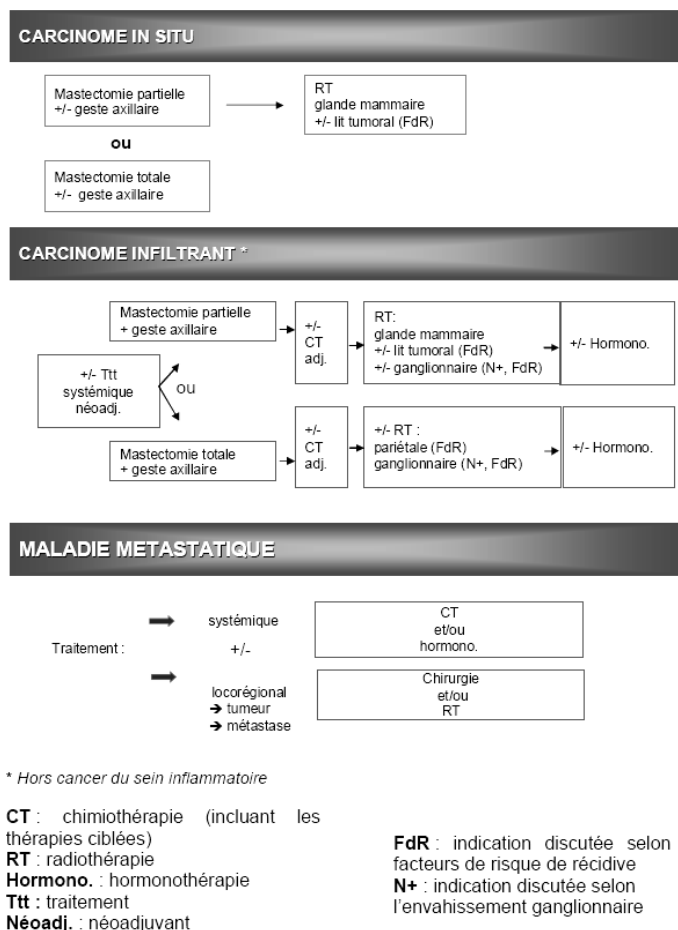 CARCINOME IN SITU
Mastectomie partielle
+/- geste axillaire
RT
glande mammaire
+/- lit tumoral (FdR)
ou
Mastectomie totale
+/- geste axillaire
CARCINOME INFILTRANT *
Mastectomie partielle
+ geste axillaire
+/-
CT
adj.
RT:
glande mammaire
+/- lit tumoral (FdR)
+/- ganglionnaire (N+, FdR)
+/- Hormono.
+/- Ttt
systémique
néoadj.
ou
Mastectomie totale
+ geste axillaire
+/-
CT
adj.
+/- RT :
pariétale (FdR)
ganglionnaire (N+, FdR)
+/- Hormono.
MALADIE METASTATIQUE
Traitement :
systémique
+/-
locorégional
➔ tumeur
➔ métastase
CT
et/ou
hormono.
Chirurgie
et/ou
RT
* Hors cancer du sein inflammatoire
CT : chimiothérapie (incluant les
thérapies ciblées)
RT : radiothérapie
Hormono. : hormonothérapie
Ttt : traitement
Néoadj. : néoadjuvant
FdR : indication discutée selon
facteurs de risque de récidive
N+ : indication discutée selon
l'envahissement ganglionnaire